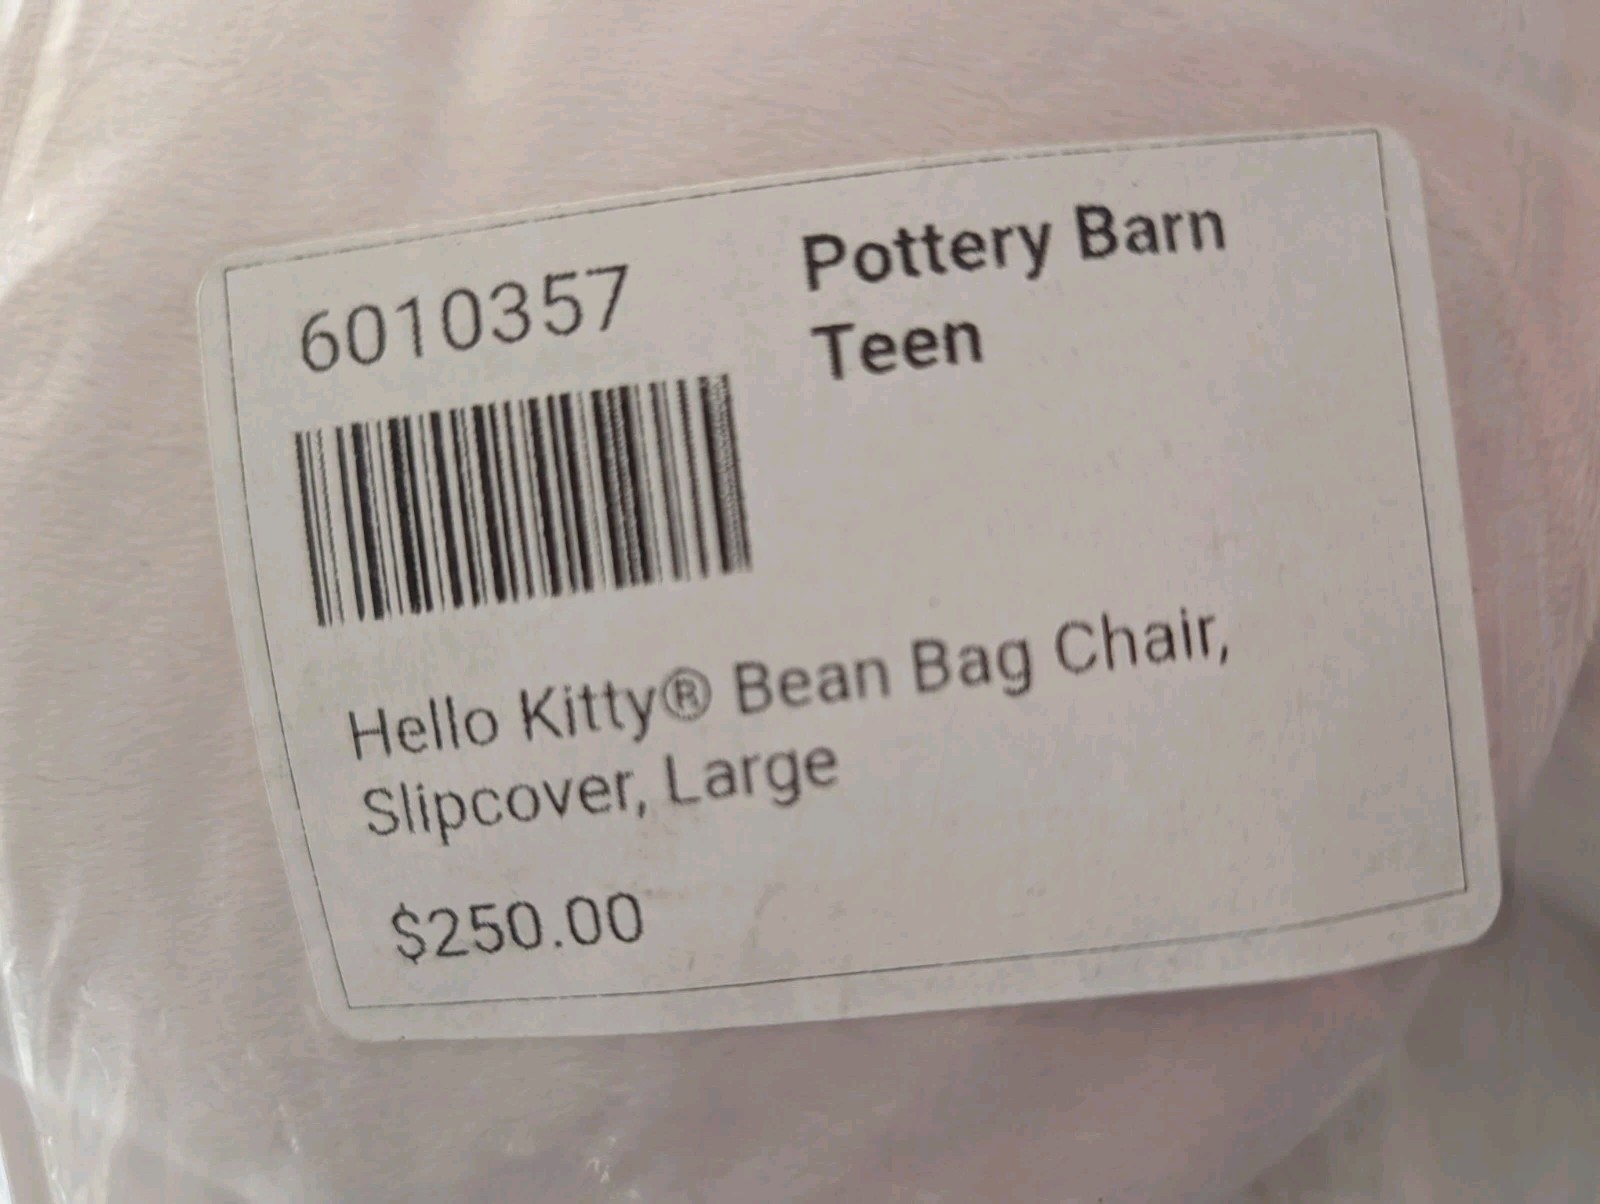 6010357
Pottery Barn
Teen
Hello Kitty® Bean Bag Chair,
Slipcover, Large
$250.00